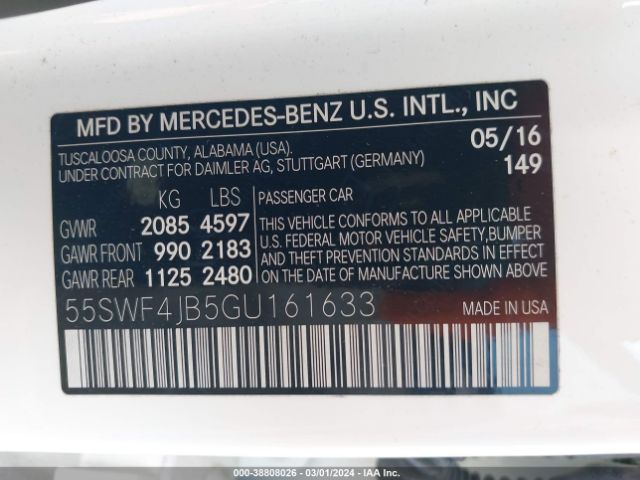 MFD BY MERCEDES-BENZ U.S. INTL., INC
TUSCALOOSA COUNTY, ALABAMA (USA). 05/16
UNDER CONTRACT FOR DAIMLER AG, STUTTGART (GERMANY) 149
KG LBS PASSENGER CAR
GVWR 2085 4597 THIS VEHICLE CONFORMS TO ALL APPLICABLE
GAWR FRONT 990 2183 U.S. FEDERAL MOTOR VEHICLE SAFETY,BUMPER
AND THEFT PREVENTION STANDARDS IN EFFECT
GAWR REAR 1125 2480 ON THE DATE OF MANUFACTURE SHOWN ABOVE.
55SWF4JB5GU161633 MADE IN USA
000-38808026 - 03/01/2024 - IAA Inc.